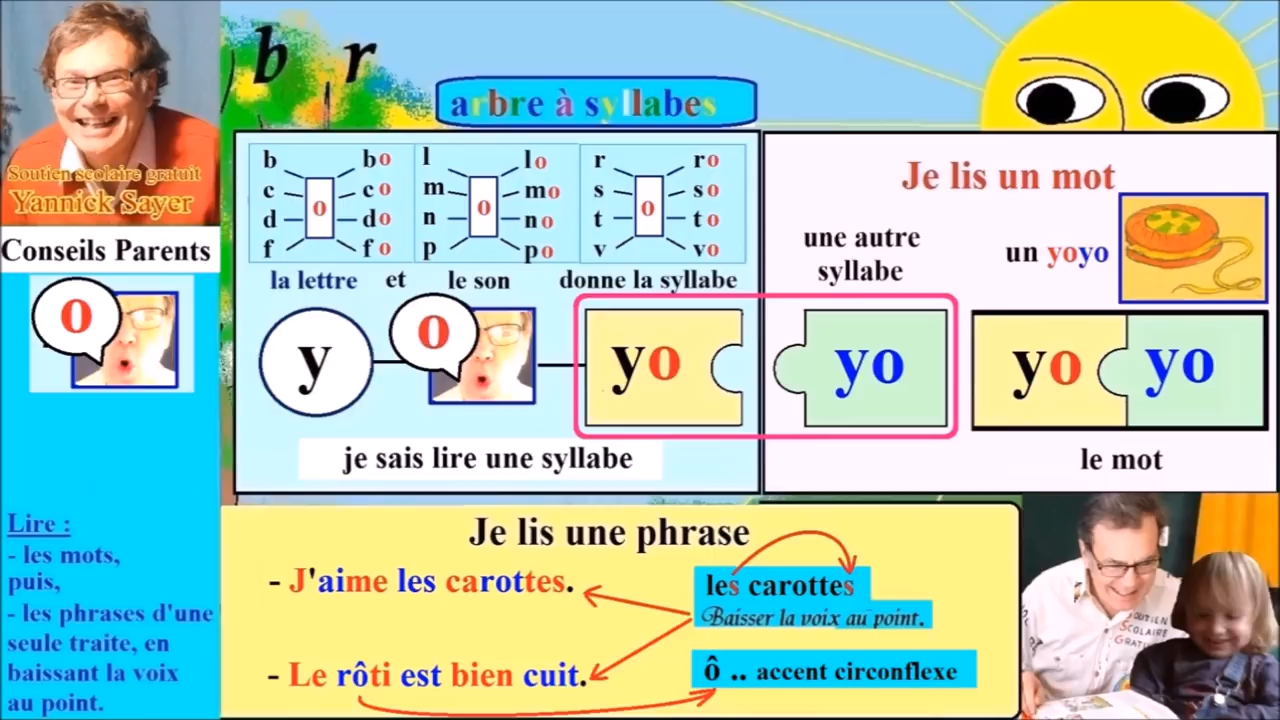 b r
arbre à syllabes
Soutien scolaire gratuit
Yannick Sayer
Conseils Parents
o
b bo
c co
d do
f fo
o
l lo
m mo
n no
p po
o
r ro
s so
t to
v vo
o
la lettre et le son donne la syllabe
y o yo
je sais lire une syllabe
Je lis un mot
une autre
syllabe
un yoyo
yo yo yo
le mot
Lire :
- les mots,
puis,
- les phrases d'une
seule traite, en
baissant la voix
au point.
Je lis une phrase
- J'aime les carottes.
les carottes
Baisser la voix au point.
- Le rôti est bien cuit.
ô .. accent circonflexe
SOUTIEN
SCOLAIRE